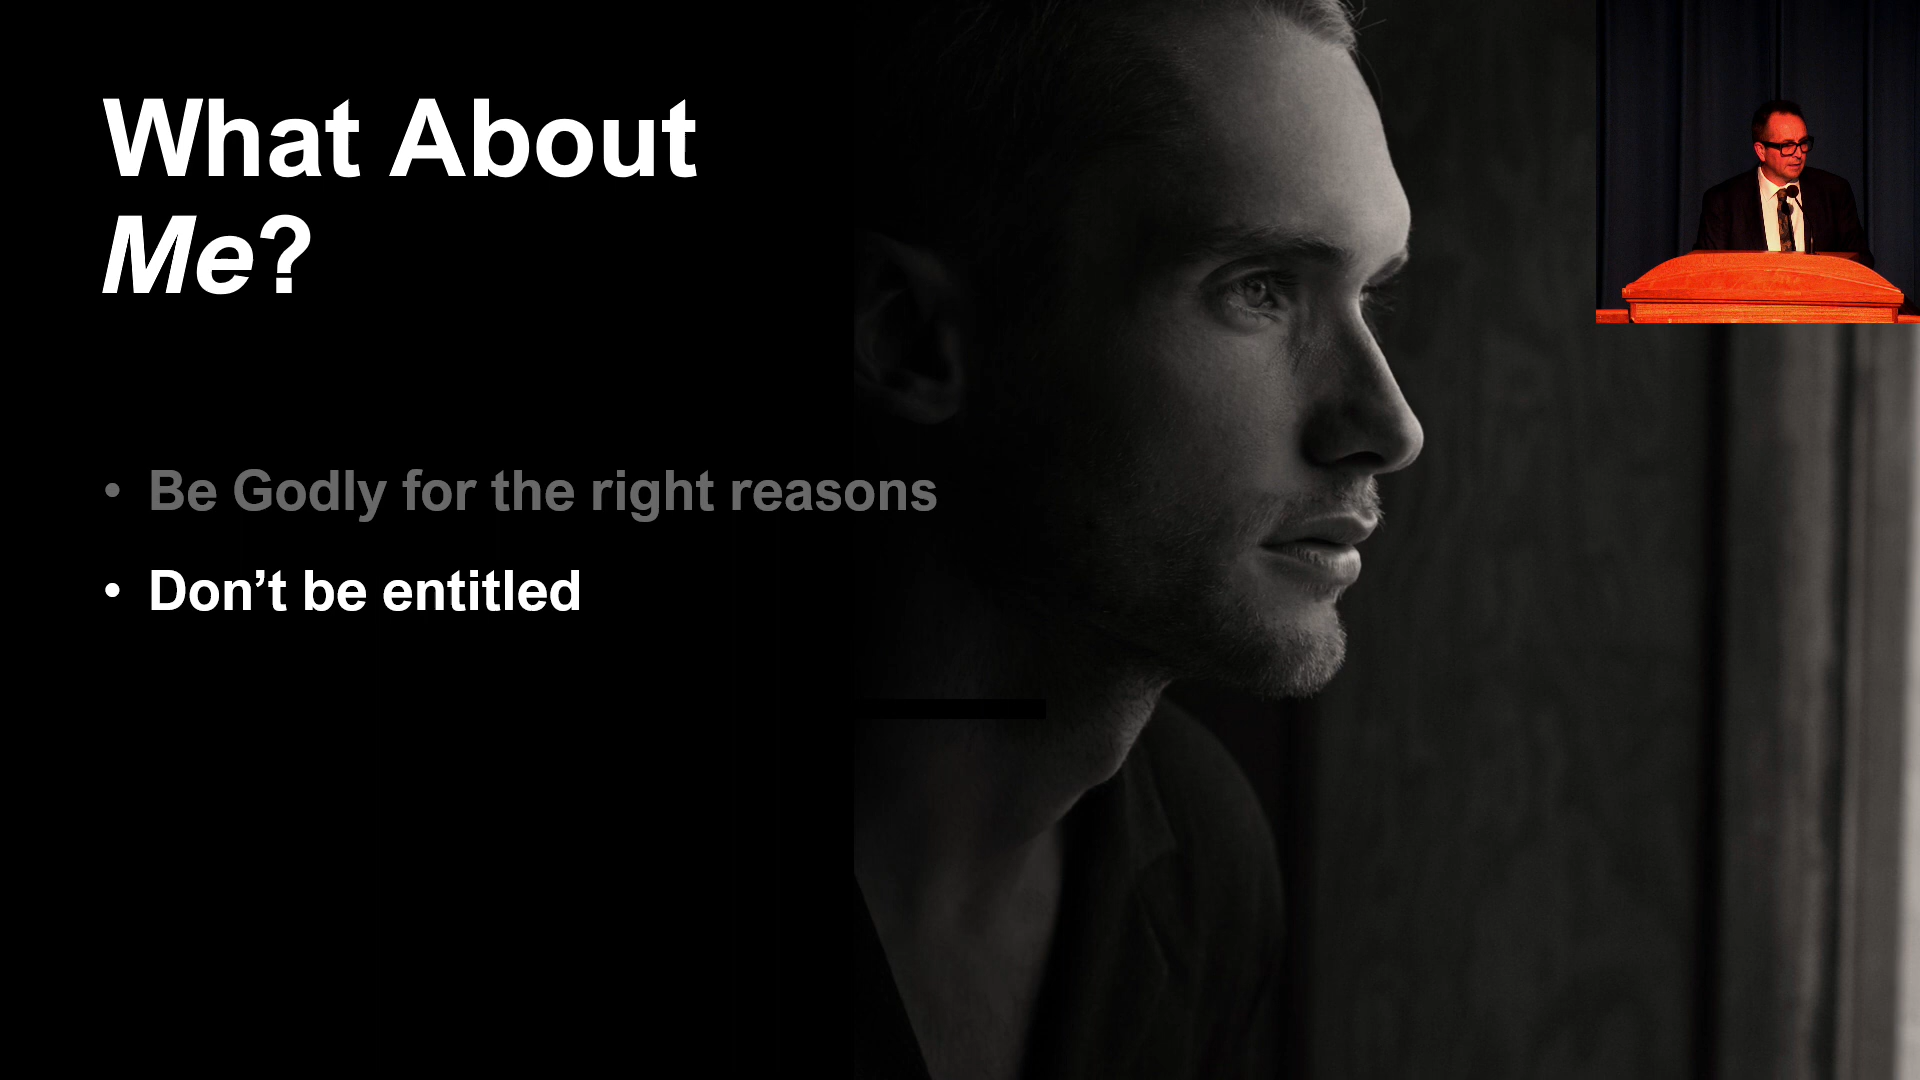 What About
Me?
• Be Godly for the right reasons
• Don’t be entitled